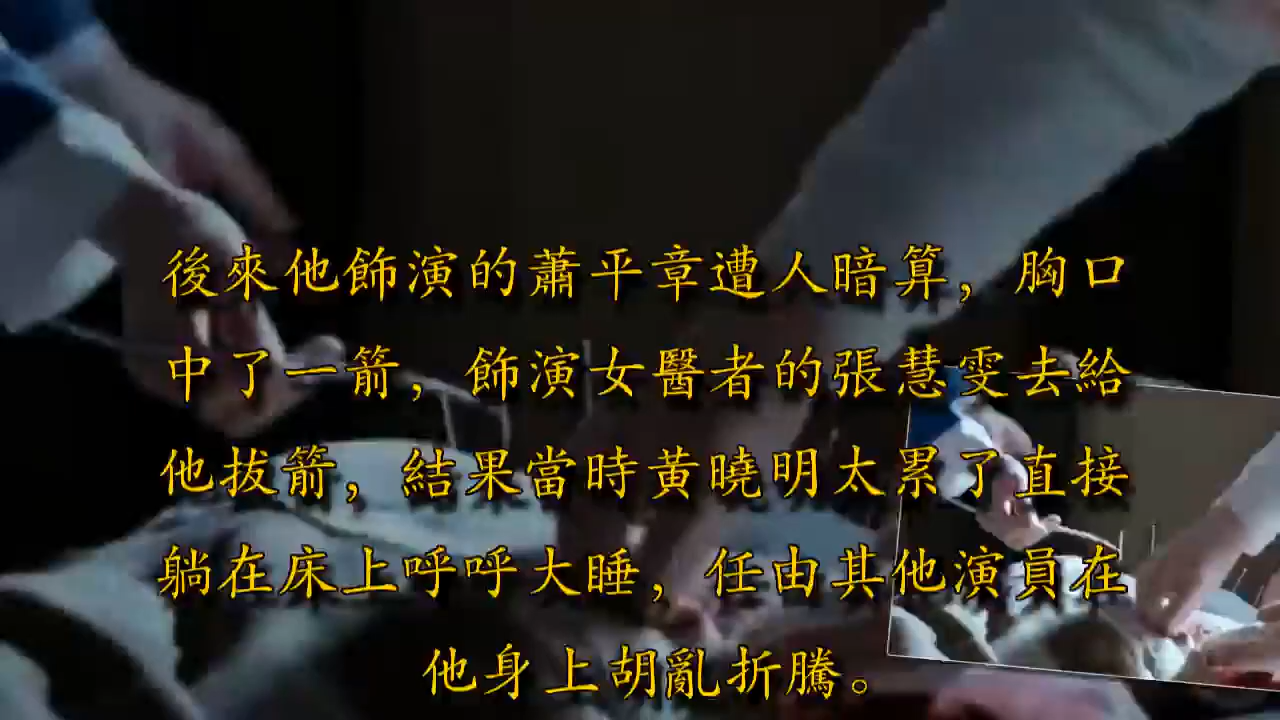 後來他飾演的蕭平章遭人暗算，胸口
中了一箭，飾演女醫者的張慧雯去給
他拔箭，結果當時黃曉明太累了直接
躺在床上呼呼大睡，任由其他演員在
他身上胡亂折騰。